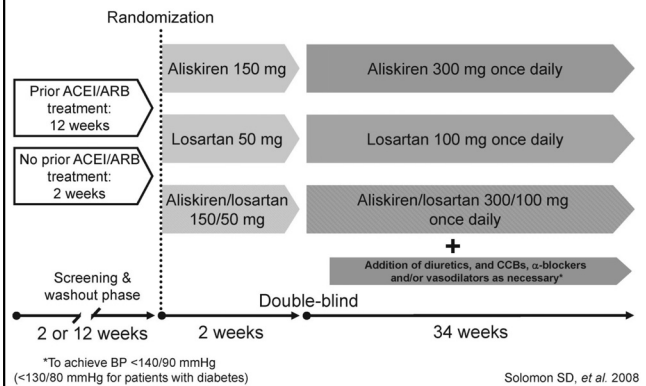 Randomization
Prior ACEI/ARB
treatment:
12 weeks
No prior ACEI/ARB
treatment:
2 weeks
Aliskiren 150 mg
Aliskiren 300 mg once daily
Losartan 50 mg
Losartan 100 mg once daily
Aliskiren/losartan
150/50 mg
Aliskiren/losartan 300/100 mg
once daily
+
Addition of diuretics, and CCBs, α-blockers
and/or vasodilators as necessary*
Screening &
washout phase
Double-blind
2 or 12 weeks
2 weeks
34 weeks
*To achieve BP <140/90 mmHg
(<130/80 mmHg for patients with diabetes)
Solomon SD, et al. 2008